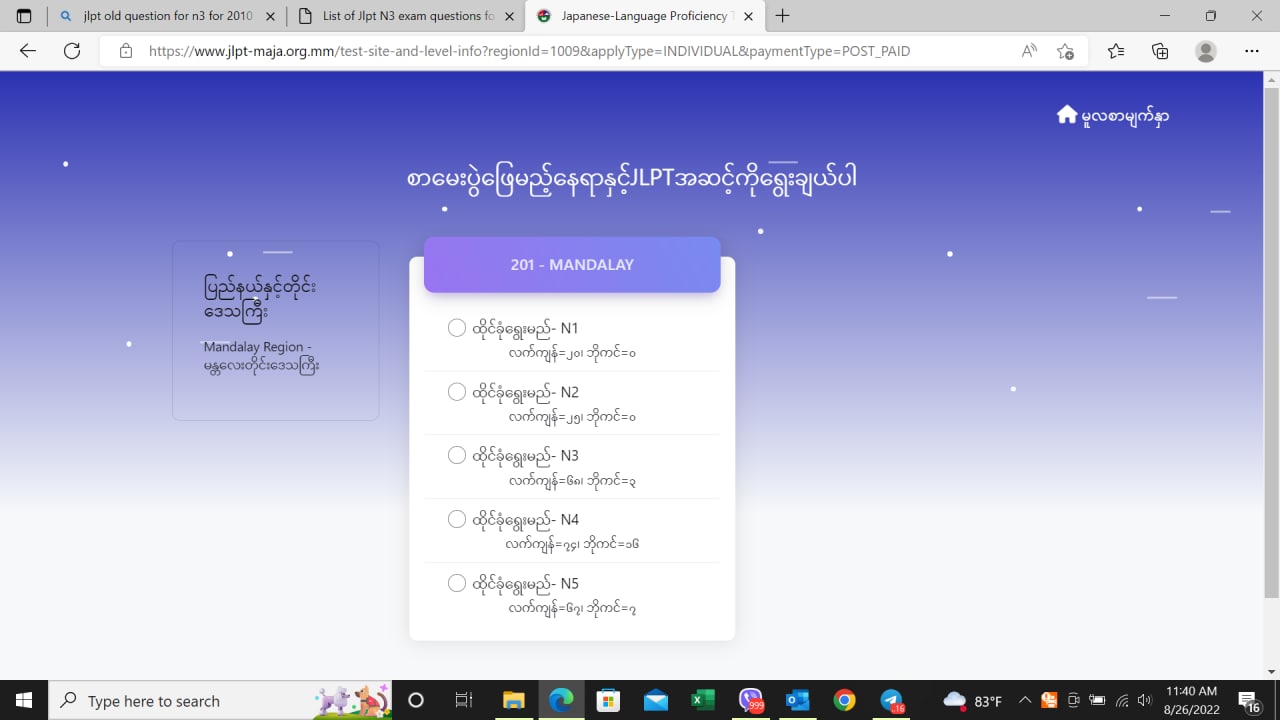 jlpt old question for n3 for 2010
List of Jlpt N3 exam questions fo
Japanese-Language Proficiency T
https://www.jlpt-maja.org.mm/test-site-and-level-info?regionId=1009&applyType=INDIVIDUAL&paymentType=POST_PAID
မူလစာမျက်နှာ
စာမေးပွဲဖြေမည့်နေရာနှင့်JLPTအဆင့်ကိုရွေးချယ်ပါ
ပြည်နယ်နှင့်တိုင်း
ဒေသကြီး
Mandalay Region -
မန္တလေးတိုင်းဒေသကြီး
201 - MANDALAY
ထိုင်ခုံရွေးမည်- N1
လက်ကျန်=၂၀၊ ဘိုကင်=၀
ထိုင်ခုံရွေးမည်- N2
လက်ကျန်=၂၅၊ ဘိုကင်=၀
ထိုင်ခုံရွေးမည်- N3
လက်ကျန်=၆၈၊ ဘိုကင်=၃
ထိုင်ခုံရွေးမည်- N4
လက်ကျန်=၇၄၊ ဘိုကင်=၁၆
ထိုင်ခုံရွေးမည်- N5
လက်ကျန်=၆၇၊ ဘိုကင်=၇
Type here to search
999
.19
83°F
11:40 AM
8/26/2022
16